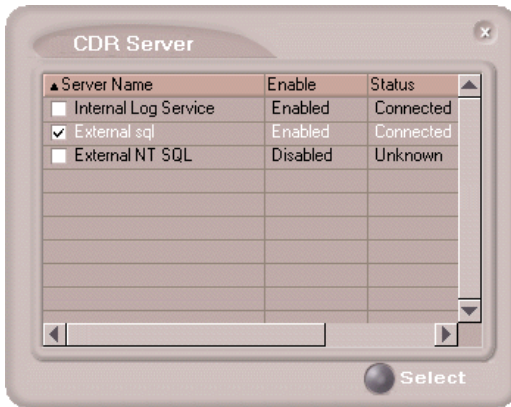 CDR Server
Server Name Enable Status
Internal Log Service Enabled Connected
External sql Enabled Connected
External NT SQL Disabled Unknown
Select